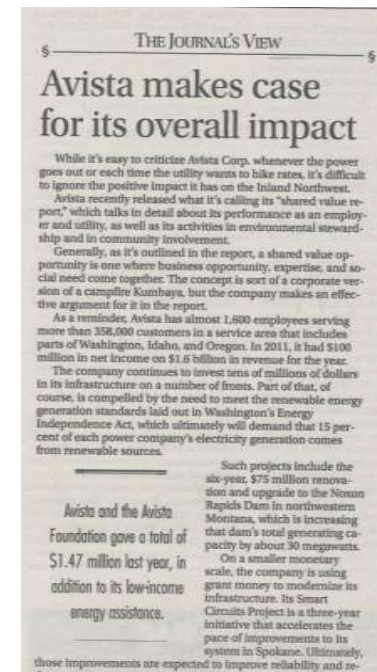 THE JOURNAL'S VIEW
§ §
Avista makes case
for its overall impact
While it's easy to criticize Avista Corp. whenever the power
goes out or each time the utility wants to hike rates, it's difficult
to ignore the positive impact it has on the Inland Northwest.
Avista recently released what it's calling its "shared value re-
port," which talks in detail about its performance as an employ-
er and utility, as well as its activities in environmental steward-
ship and in community involvement.
Generally, as it's outlined in the report, a shared value op-
portunity is one where business opportunity, expertise, and so-
cial need come together. The concept is sort of a corporate ver-
sion of a campfire Kumbaya, but the company makes an effec-
tive argument for it in the report.
As a reminder, Avista has almost 1,600 employees serving
more than 358,000 customers in a service area that includes
parts of Washington, Idaho, and Oregon. In 2011, it had $100
million in net income on $1.6 billion in revenue for the year.
The company continues to invest tens of millions of dollars
in its infrastructure on a number of fronts. Part of that, of
course, is compelled by the need to meet the renewable energy
generation standards laid out in Washington's Energy
Independence Act, which ultimately will demand that 15 per-
cent of each power company's electricity generation comes
from renewable sources.
Such projects include the
six-year, $75 million renova-
tion and upgrade to the Noxon
Rapids Dam in northwestern
Montana, which is increasing
that dam's total generating ca-
pacity by about 30 megawatts.
On a smaller monetary
scale, the company is using
grant money to modernize its
infrastructure. Its Smart
Circuits Project is a three-year
initiative that accelerates the
pace of improvements to its
system in Spokane. Ultimately,
Avista and the Avista
Foundation gave a total of
$1.47 million last year, in
addition to its low-income
energy assistance.
those improvements are expected to improve reliability and re-